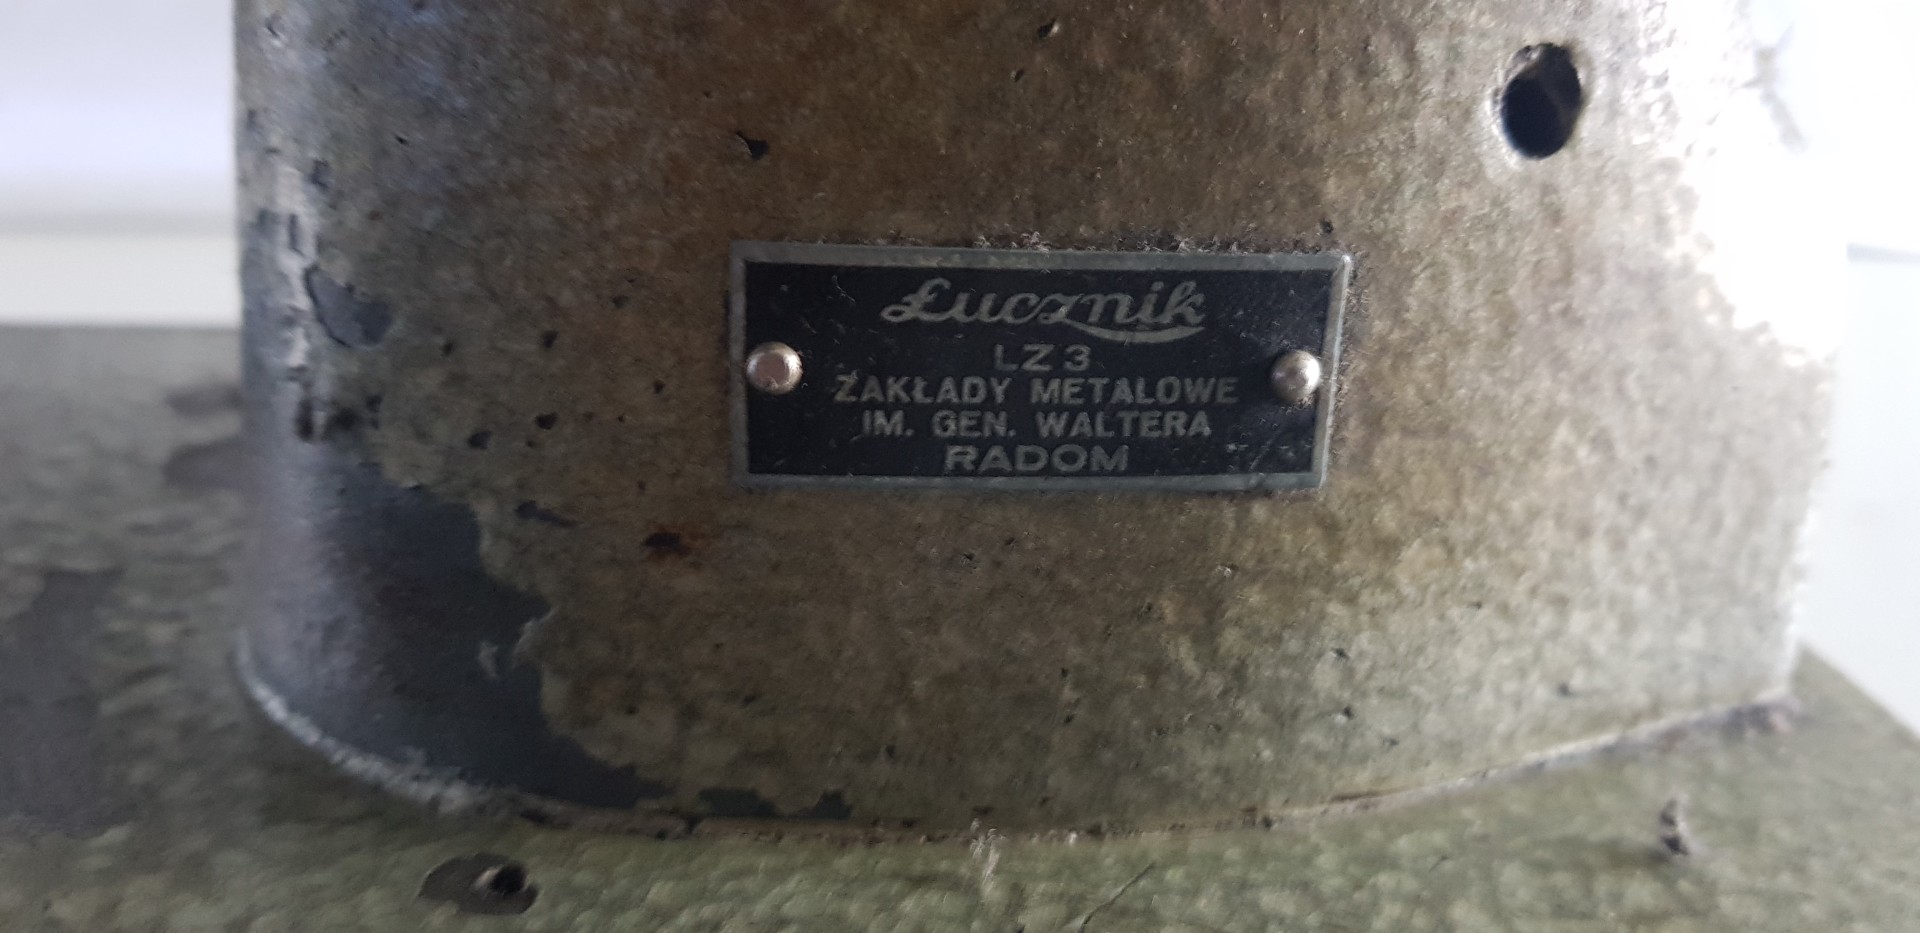 Łucznik
LZ3
ZAKŁADY METALOWE
IM. GEN. WALTERA
RADOM